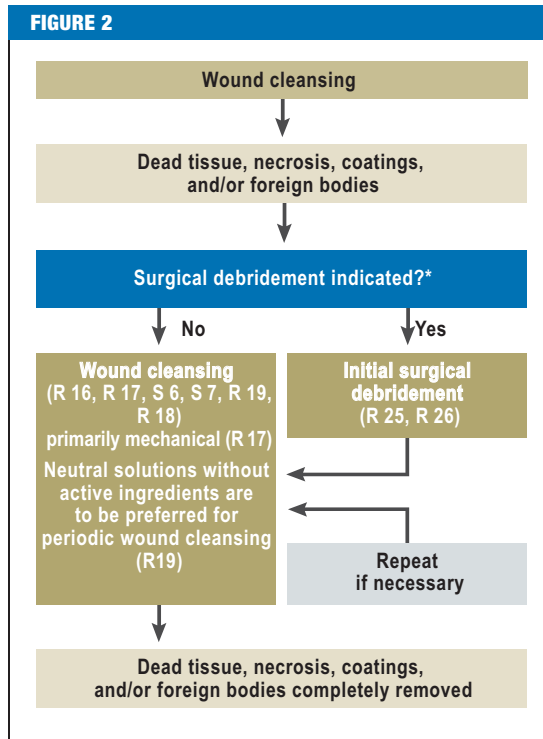 FIGURE 2
Wound cleansing
Dead tissue, necrosis, coatings,
and/or foreign bodies
Surgical debridement indicated?*
No
Yes
Wound cleansing
(R 16, R 17, S 6, S 7, R 19,
R 18)
primarily mechanical (R 17)
Neutral solutions without
active ingredients are
to be preferred for
periodic wound cleansing
(R19)
Initial surgical
debridement
(R 25, R 26)
Repeat
if necessary
Dead tissue, necrosis, coatings,
and/or foreign bodies completely removed